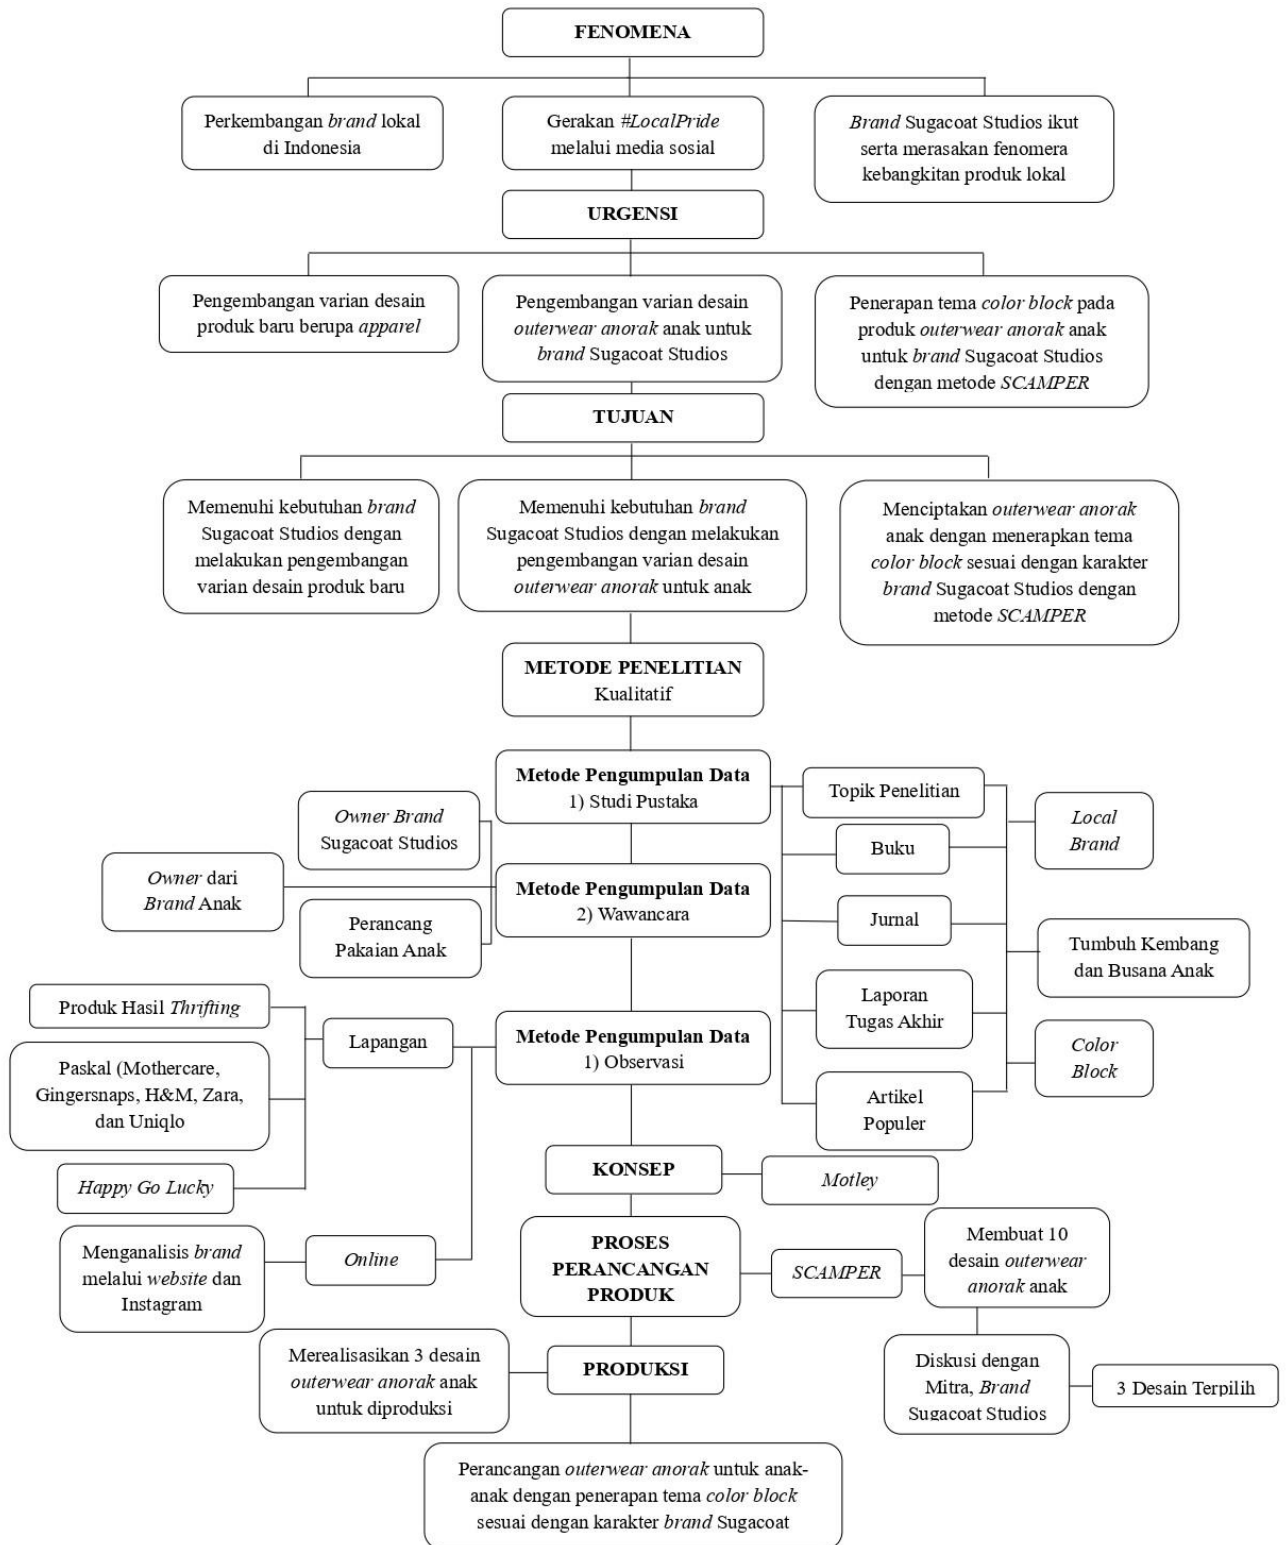 FENOMENA
Perkembangan brand lokal
di Indonesia
Gerakan #LocalPride
melalui media sosial
Brand Sugacoat Studios ikut
serta merasakan fenomera
kebangkitan produk lokal
URGENSI
Pengembangan varian desain
produk baru berupa apparel
Pengembangan varian desain
outerwear anorak anak untuk
brand Sugacoat Studios
Penerapan tema color block pada
produk outerwear anorak anak
untuk brand Sugacoat Studios
dengan metode SCAMPER
TUJUAN
Memenuhi kebutuhan brand
Sugacoat Studios dengan
melakukan pengembangan
varian desain produk baru
Memenuhi kebutuhan brand
Sugacoat Studios dengan melakukan
pengembangan varian desain
outerwear anorak untuk anak
Menciptakan outerwear anorak
anak dengan menerapkan tema
color block sesuai dengan karakter
brand Sugacoat Studios dengan
metode SCAMPER
METODE PENELITIAN
Kualitatif
Metode Pengumpulan Data
1) Studi Pustaka
Topik Penelitian
Buku
Jurnal
Laporan
Tugas Akhir
Artikel
Populer
Local
Brand
Tumbuh Kembang
dan Busana Anak
Color
Block
Owner Brand
Sugacoat Studios
Owner dari
Brand Anak
Perancang
Pakaian Anak
Metode Pengumpulan Data
2) Wawancara
Metode Pengumpulan Data
1) Observasi
Lapangan
Produk Hasil Thrifting
Paskal (Mothercare,
Gingersnaps, H&M, Zara,
dan Uniqlo
Happy Go Lucky
Online
Menganalisis brand
melalui website dan
Instagram
KONSEP
Motley
PROSES
PERANCANGAN
PRODUK
SCAMPER
Membuat 10
desain outerwear
anorak anak
Diskusi dengan
Mitra, Brand
Sugacoat Studios
3 Desain Terpilih
PRODUKSI
Merealisasikan 3 desain
outerwear anorak anak
untuk diproduksi
Perancangan outerwear anorak untuk anak-
anak dengan penerapan tema color block
sesuai dengan karakter brand Sugacoat